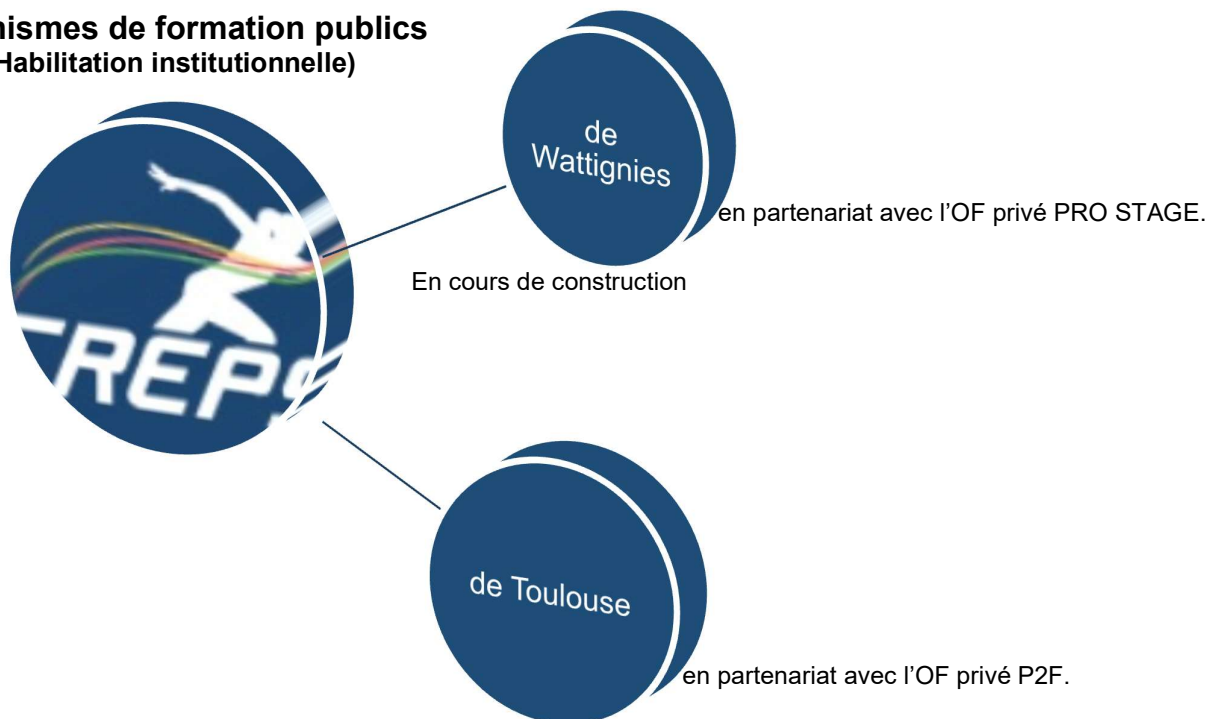 nismes de formation publics
Habilitation institutionnelle)
de
Wattignies
en partenariat avec l’OF privé PRO STAGE.
En cours de construction
CREPS
de Toulouse
en partenariat avec l’OF privé P2F.